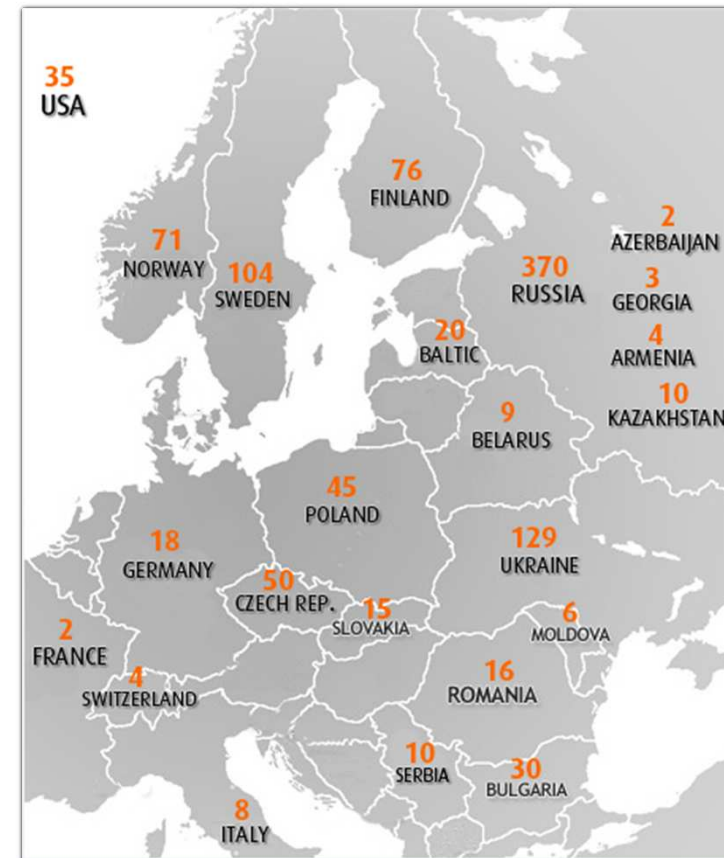 35
USA
76
FINLAND
2
AZERBAIJAN
71
NORWAY
104
SWEDEN
370
RUSSIA
3
GEORGIA
20
BALTIC
4
ARMENIA
10
KAZAKHSTAN
9
BELARUS
45
POLAND
18
GERMANY
129
UKRAINE
50
CZECH REP.
15
SLOVAKIA
6
MOLDOVA
2
FRANCE
4
SWITZERLAND
16
ROMANIA
10
SERBIA
30
BULGARIA
8
ITALY